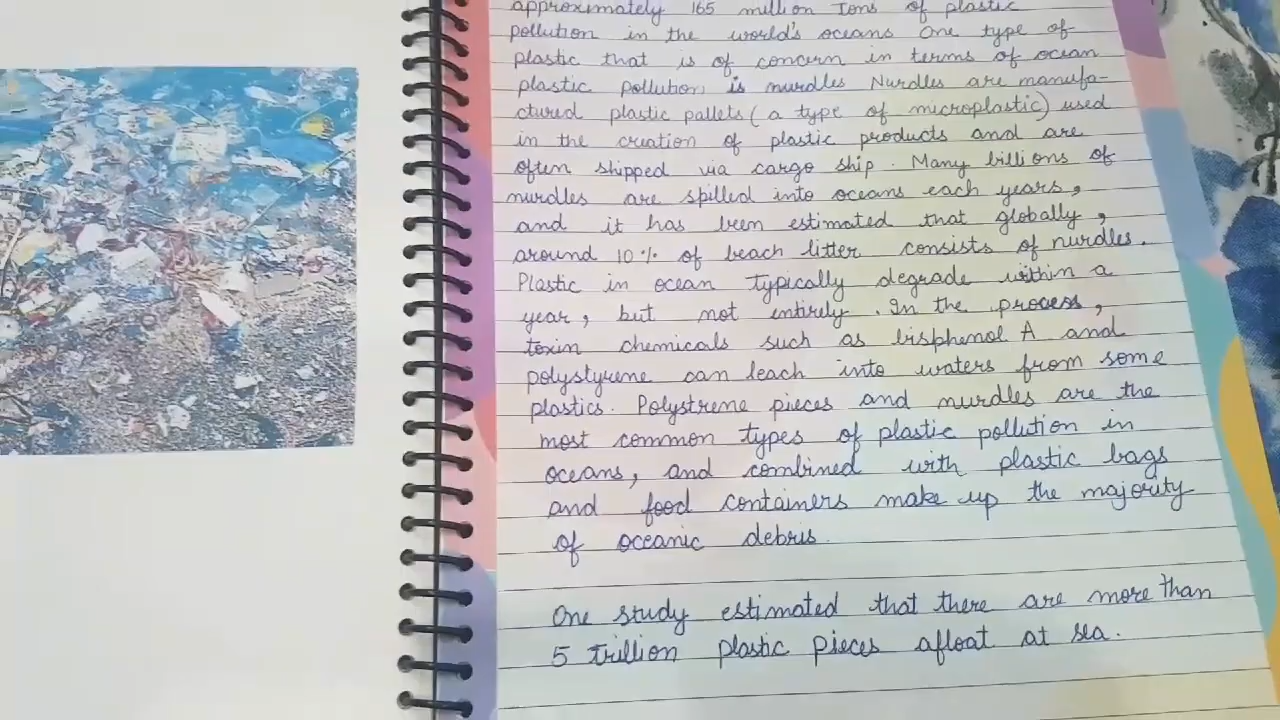 approximately 165 million tons of plastic
pollution in the world's oceans One type of
plastic that is of concern in terms of ocean
plastic pollution is nurdles Nurdles are manufa-
ctured plastic pallets ( a type of microplastic) used
in the creation of plastic products and are
often shipped via cargo ship. Many billions of
nurdles are spilled into oceans each years,
and it has been estimated that globally,
around 10% of beach litter consists of nurdles.
Plastic in ocean typically degrade within a
year, but not entirely. In the process,
toxin chemicals such as bisphenol A and
polystyrene can leach into waters from some
plastics. Polystrene pieces and nurdles are the
most common types of plastic pollution in
oceans, and combined with plastic bags
and food containers make up the majority
of oceanic debris.
One study estimated that there are more than
5 trillion plastic pieces afloat at sea.